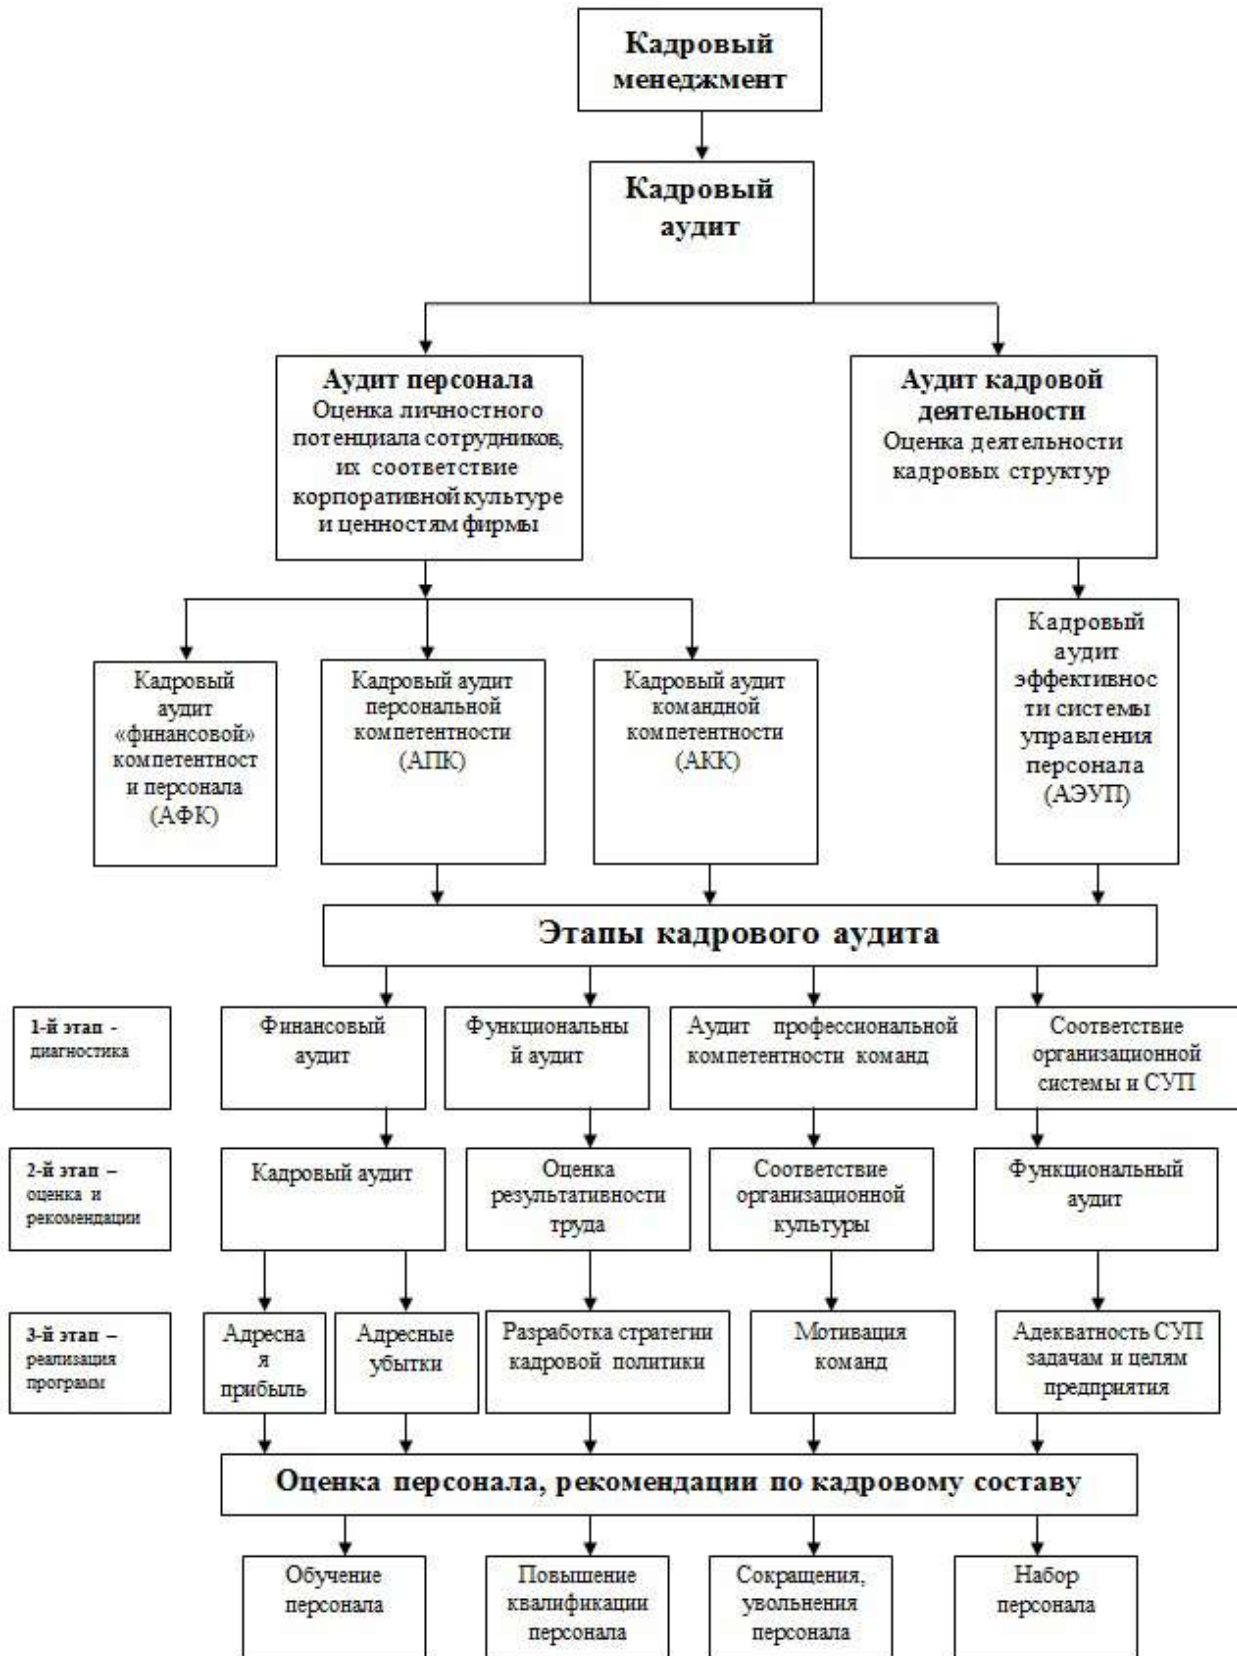 Кадровый
менеджмент
Кадровый
аудит
Аудит персонала
Оценка личностного
потенциала сотрудников,
их соответствие
корпоративной культуре
и ценностям фирмы
Аудит кадровой
деятельности
Оценка деятельности
кадровых структур
Кадровый
аудит
«финансовой»
компетентност
и персонала
(АФК)
Кадровый аудит
персональной
компетентности
(АПК)
Кадровый аудит
командной
компетентности
(АКК)
Кадровый
аудит
эффективнос
ти системы
управления
персонала
(АЭУП)
Этапы кадрового аудита
1-й этап -
диагностика
Финансовый
аудит
Функциональны
й аудит
Аудит профессиональной
компетентности команд
Соответствие
организационной
системы и СУП
2-й этап –
оценка и
рекомендации
Кадровый аудит
Оценка
результативности
труда
Соответствие
организационной
культуры
Функциональный
аудит
3-й этап –
реализация
программ
Адресна
я
прибыль
Адресные
убытки
Разработка стратегии
кадровой политики
Мотивация
команд
Адекватность СУП
задачам и целям
предприятия
Оценка персонала, рекомендации по кадровому составу
Обучение
персонала
Повышение
квалификации
персонала
Сокращения,
увольнения
персонала
Набор
персонала